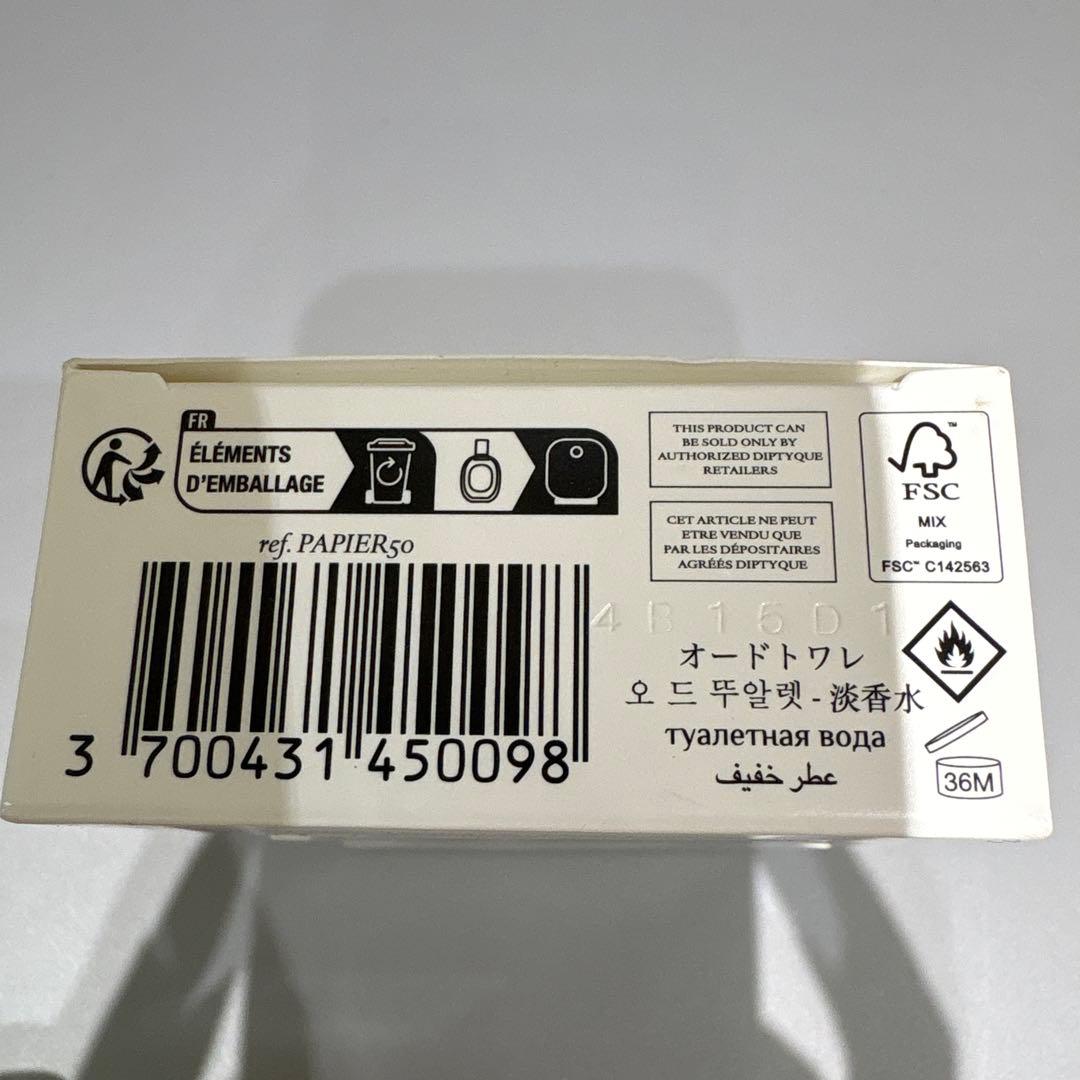 FR
ÉLÉMENTS
D'EMBALLAGE
ref. PAPIER50
3 700431 450098
THIS PRODUCT CAN
BE SOLD ONLY BY
AUTHORIZED DIPTYQUE
RETAILERS
CET ARTICLE NE PEUT
ETRE VENDU QUE
PAR LES DÉPOSITAIRES
AGRÉÉS DIPTYQUE
FSC™
MIX
Packaging
FSC™ C142563
4B15D1
オードトワレ
오 드 뚜알렛 - 淡香水
туалетная вода
عطر خفيف
36M